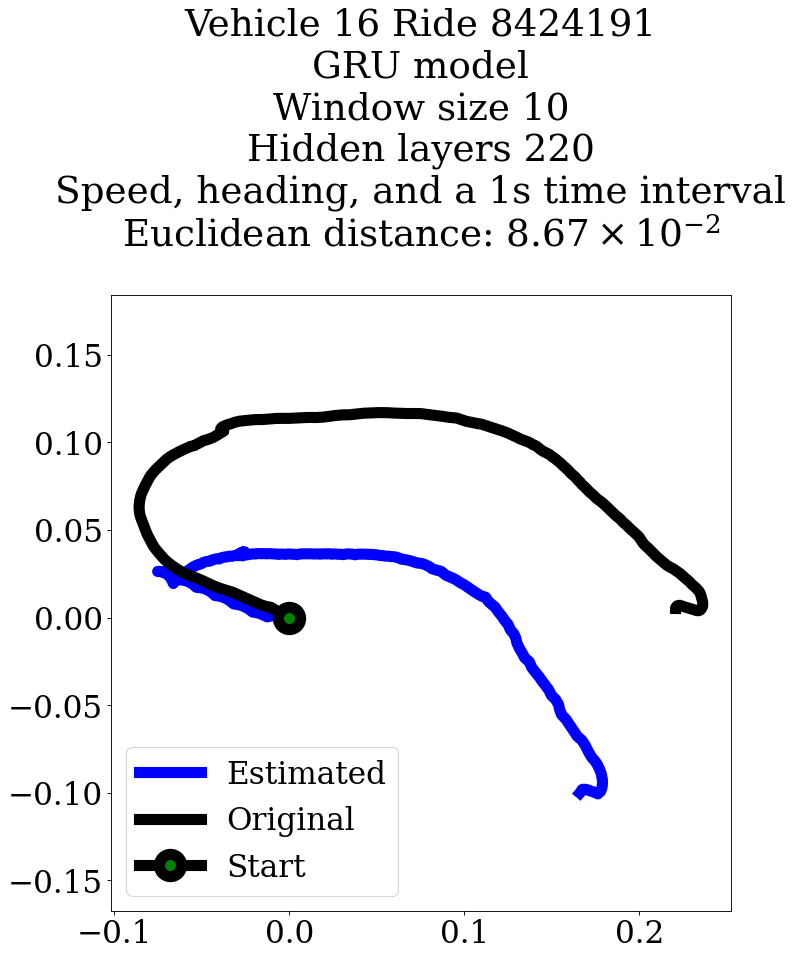 Vehicle 16 Ride 8424191
GRU model
Window size 10
Hidden layers 220
Speed, heading, and a 1s time interval
Euclidean distance: 8.67 × 10⁻²
0.15
0.10
0.05
0.00
−0.05
−0.10
−0.15
Estimated
Original
Start
−0.1 0.0 0.1 0.2